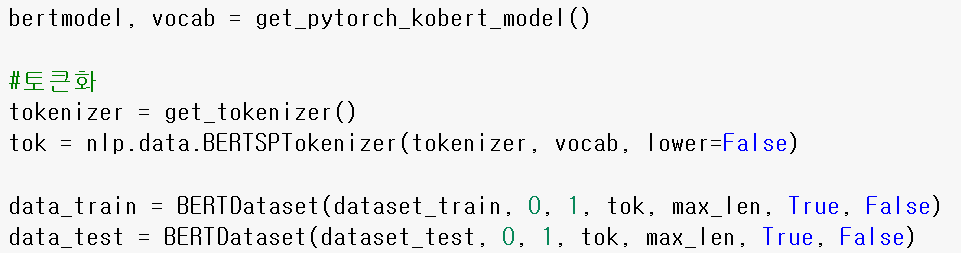 bertmodel, vocab = get_pytorch_kobert_model()
#토큰화
tokenizer = get_tokenizer()
tok = nlp.data.BERTSPTokenizer(tokenizer, vocab, lower=False)
data_train = BERTDataset(dataset_train, 0, 1, tok, max_len, True, False)
data_test = BERTDataset(dataset_test, 0, 1, tok, max_len, True, False)